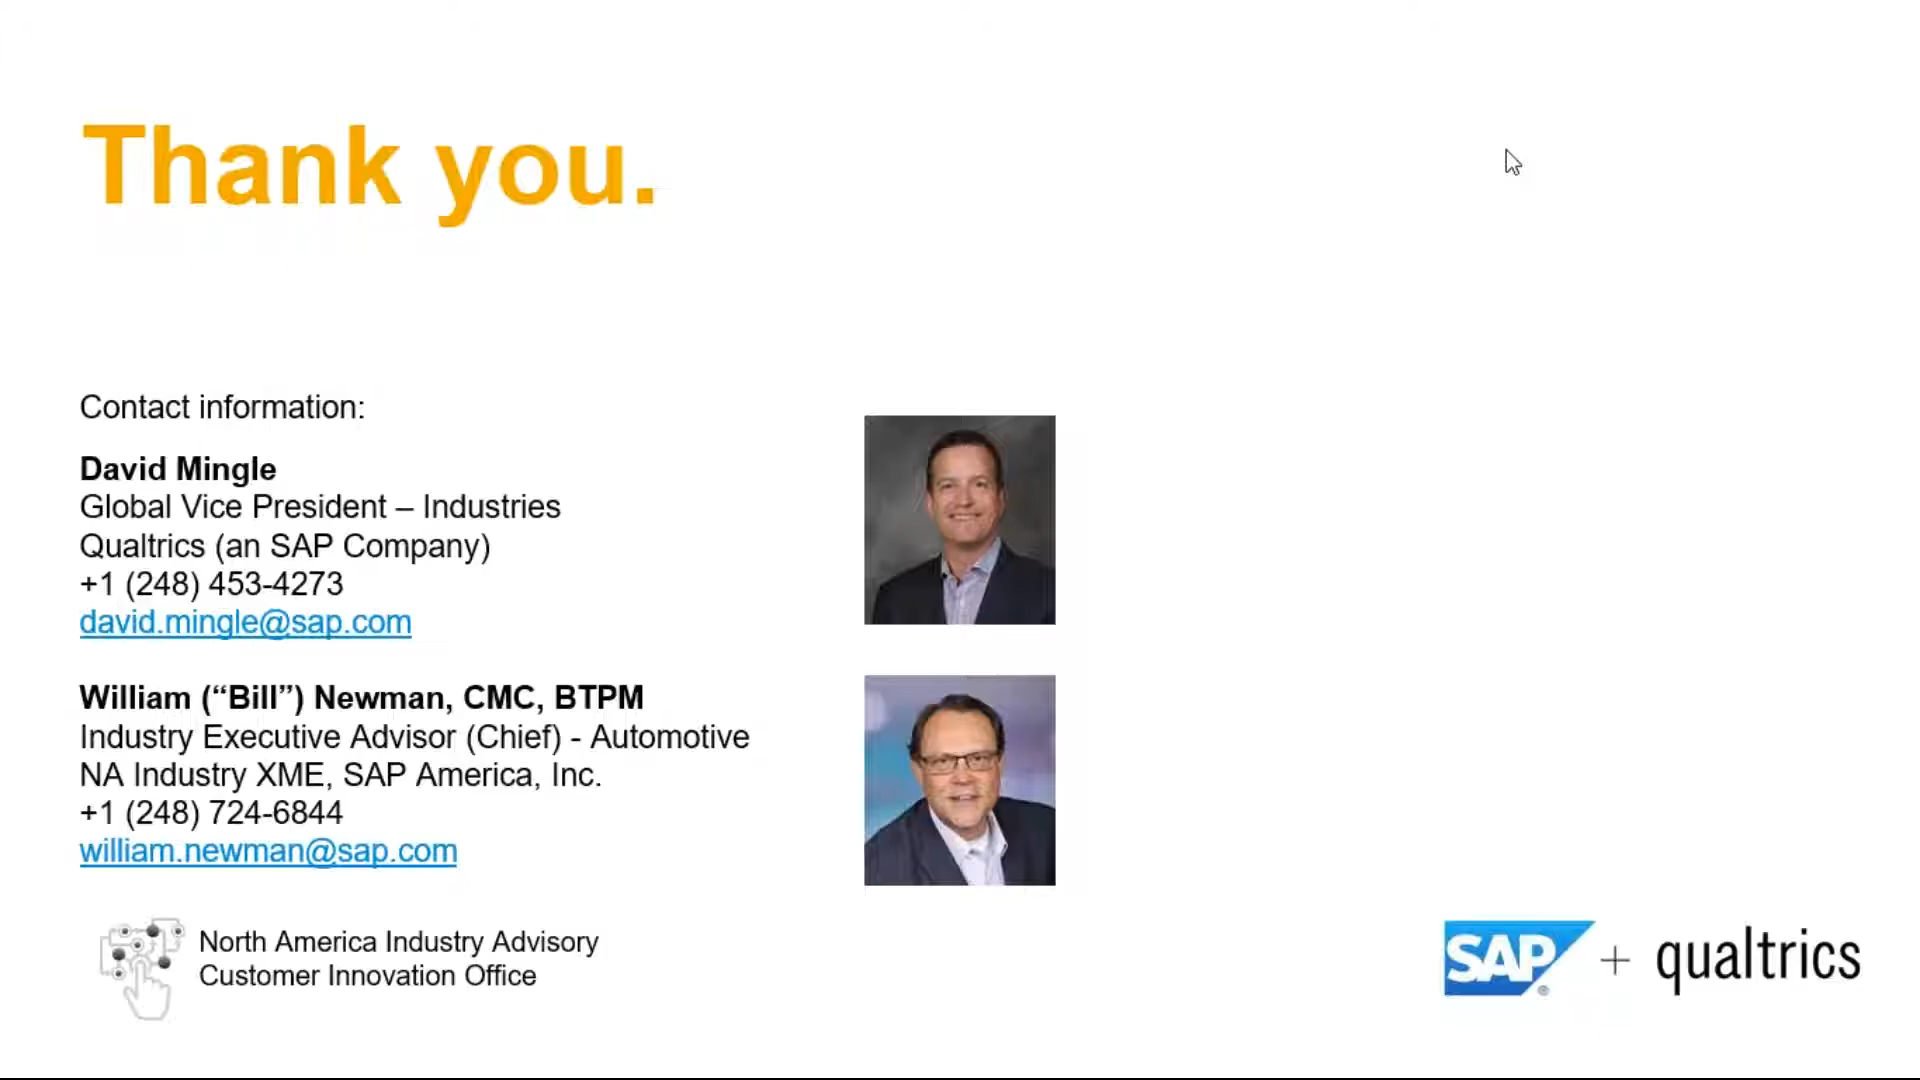 Thank you.
Contact information:
David Mingle
Global Vice President – Industries
Qualtrics (an SAP Company)
+1 (248) 453-4273
david.mingle@sap.com
William (“Bill”) Newman, CMC, BTPM
Industry Executive Advisor (Chief) - Automotive
NA Industry XME, SAP America, Inc.
+1 (248) 724-6844
william.newman@sap.com
North America Industry Advisory
Customer Innovation Office
SAP ® + qualtrics